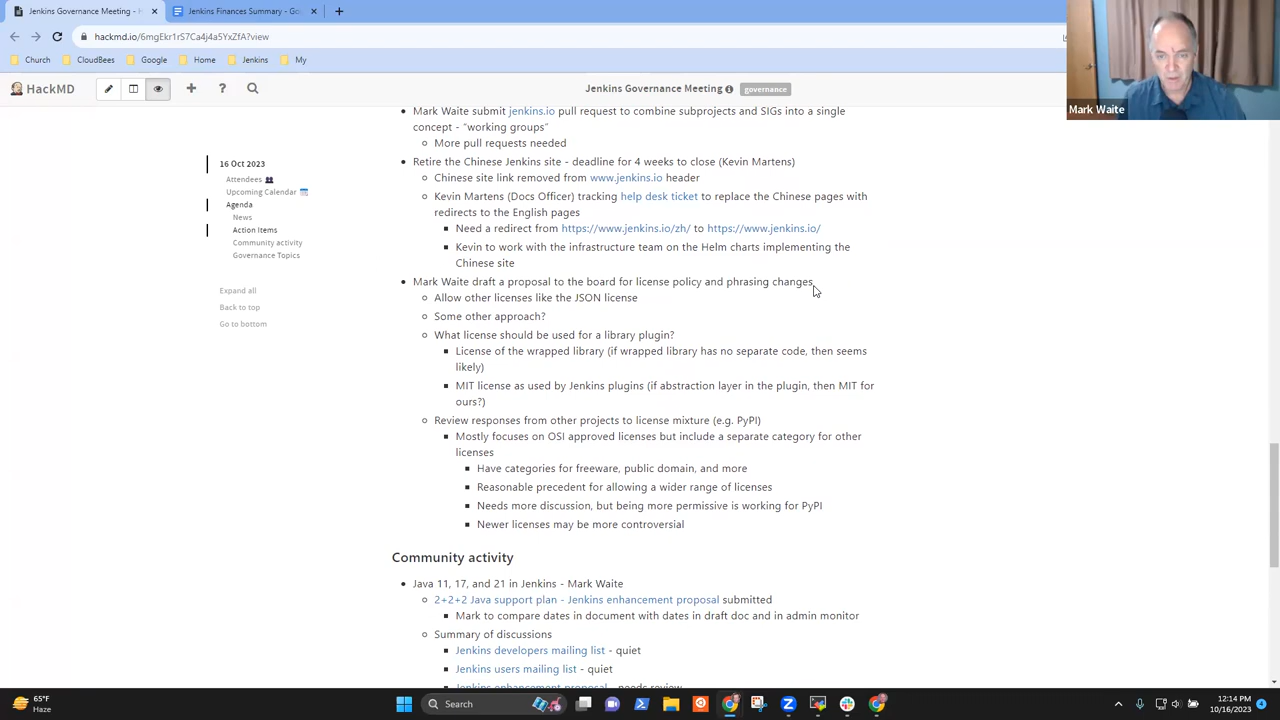 Jenkins Governance Meeting - H
Jenkins Finances Summary - Go
hackmd.io/6mgEkr1rS7Ca4j4a5YxZfA?view
Church
CloudBees
Google
Home
Jenkins
My
HackMD
Jenkins Governance Meeting
governance
Mark Waite
16 Oct 2023
Attendees
Upcoming Calendar
Agenda
News
Action Items
Community activity
Governance Topics
Expand all
Back to top
Go to bottom
Mark Waite submit jenkins.io pull request to combine subprojects and SIGs into a single
concept - “working groups”
More pull requests needed
Retire the Chinese Jenkins site - deadline for 4 weeks to close (Kevin Martens)
Chinese site link removed from www.jenkins.io header
Kevin Martens (Docs Officer) tracking help desk ticket to replace the Chinese pages with
redirects to the English pages
Need a redirect from https://www.jenkins.io/zh/ to https://www.jenkins.io/
Kevin to work with the infrastructure team on the Helm charts implementing the
Chinese site
Mark Waite draft a proposal to the board for license policy and phrasing changes
Allow other licenses like the JSON license
Some other approach?
What license should be used for a library plugin?
License of the wrapped library (if wrapped library has no separate code, then seems
likely)
MIT license as used by Jenkins plugins (if abstraction layer in the plugin, then MIT for
ours?)
Review responses from other projects to license mixture (e.g. PyPI)
Mostly focuses on OSI approved licenses but include a separate category for other
licenses
Have categories for freeware, public domain, and more
Reasonable precedent for allowing a wider range of licenses
Needs more discussion, but being more permissive is working for PyPI
Newer licenses may be more controversial
Community activity
Java 11, 17, and 21 in Jenkins - Mark Waite
2+2+2 Java support plan - Jenkins enhancement proposal submitted
Mark to compare dates in document with dates in draft doc and in admin monitor
Summary of discussions
Jenkins developers mailing list - quiet
Jenkins users mailing list - quiet
Jenkins enhancement proposal - needs review
65°F
Haze
Search
12:14 PM
10/16/2023